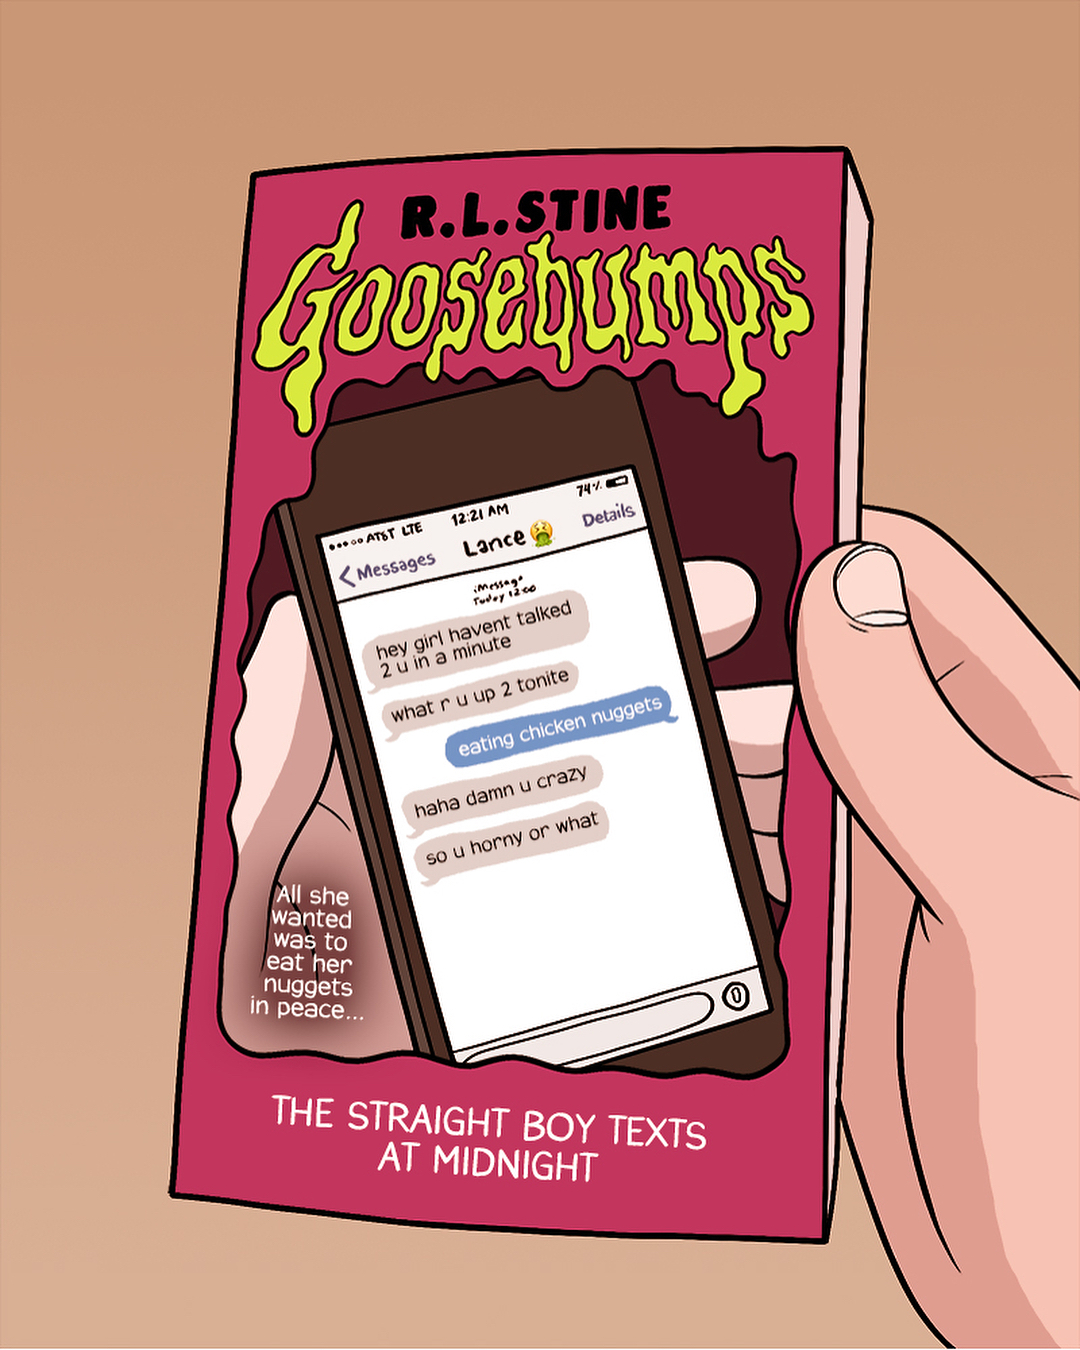 R.L.STINE
Goosebumps
AT&T LTE
12:21 AM
74%
Messages
Lance
Details
iMessage
Today 12:00
hey girl havent talked
2 u in a minute
what r u up 2 tonite
eating chicken nuggets
haha damn u crazy
so u horny or what
All she
wanted
was to
eat her
nuggets
in peace...
THE STRAIGHT BOY TEXTS
AT MIDNIGHT